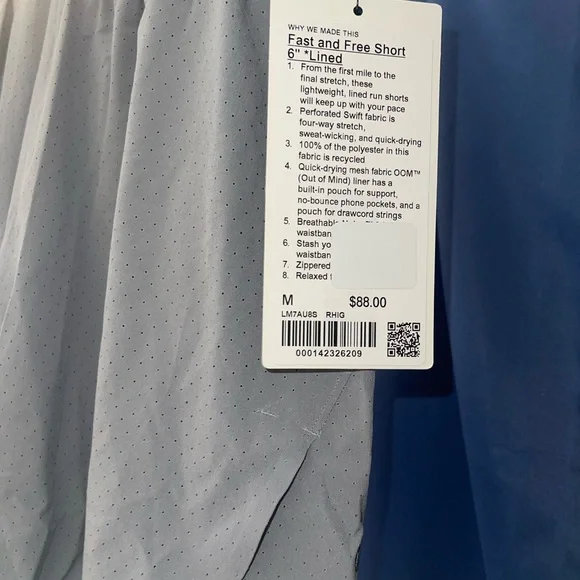 WHY WE MADE THIS
Fast and Free Short
6" *Lined
1. From the first mile to the
final stretch, these
lightweight, lined run shorts
will keep up with your pace
2. Perforated Swift fabric is
four-way stretch,
sweat-wicking, and quick-drying
3. 100% of the polyester in this
fabric is recycled
4. Quick-drying mesh fabric OOM™
(Out of Mind) liner has a
built-in pouch for support,
no-bounce phone pockets, and a
pouch for drawcord strings
5. Breathable
waistban
6. Stash yo
waistban
7. Zippered
8. Relaxed
M $88.00
LM7AU8S RHIG
000142326209